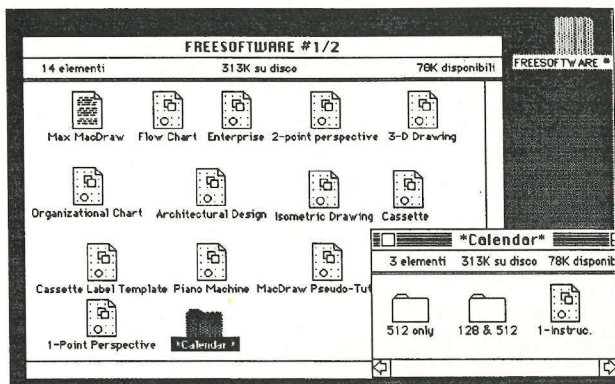 FREESOFTWARE #1/2
14 elementi 313K su disco 78K disponibili
FREESOFTWARE #
Max MacDraw Flow Chart Enterprise 2-point perspective 3-D Drawing
Organizational Chart Architectural Design Isometric Drawing Cassette
Cassette Label Template Piano Machine MacDraw Pseudo-Tut
1-Point Perspective *Calendar*
*Calendar*
3 elementi 313K su disco 78K disponib
512 only 128 & 512 1-Instruc.